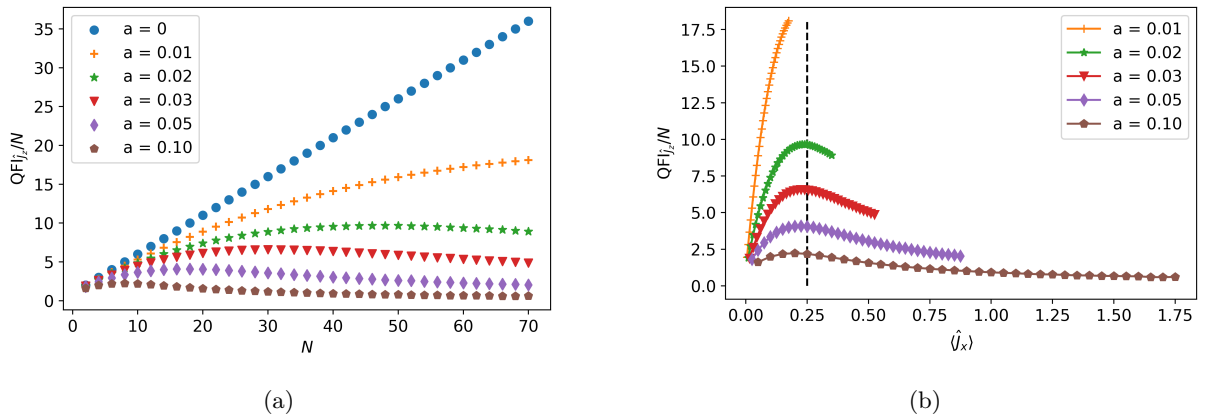 35
30
25
20
15
10
5
0
QFI_{ĵ_z}/N
a = 0
a = 0.01
a = 0.02
a = 0.03
a = 0.05
a = 0.10
0 10 20 30 40 50 60 70
N
(a)
17.5
15.0
12.5
10.0
7.5
5.0
2.5
0.0
QFI_{ĵ_z}/N
a = 0.01
a = 0.02
a = 0.03
a = 0.05
a = 0.10
0.00 0.25 0.50 0.75 1.00 1.25 1.50 1.75
⟨Ĵ_x⟩
(b)